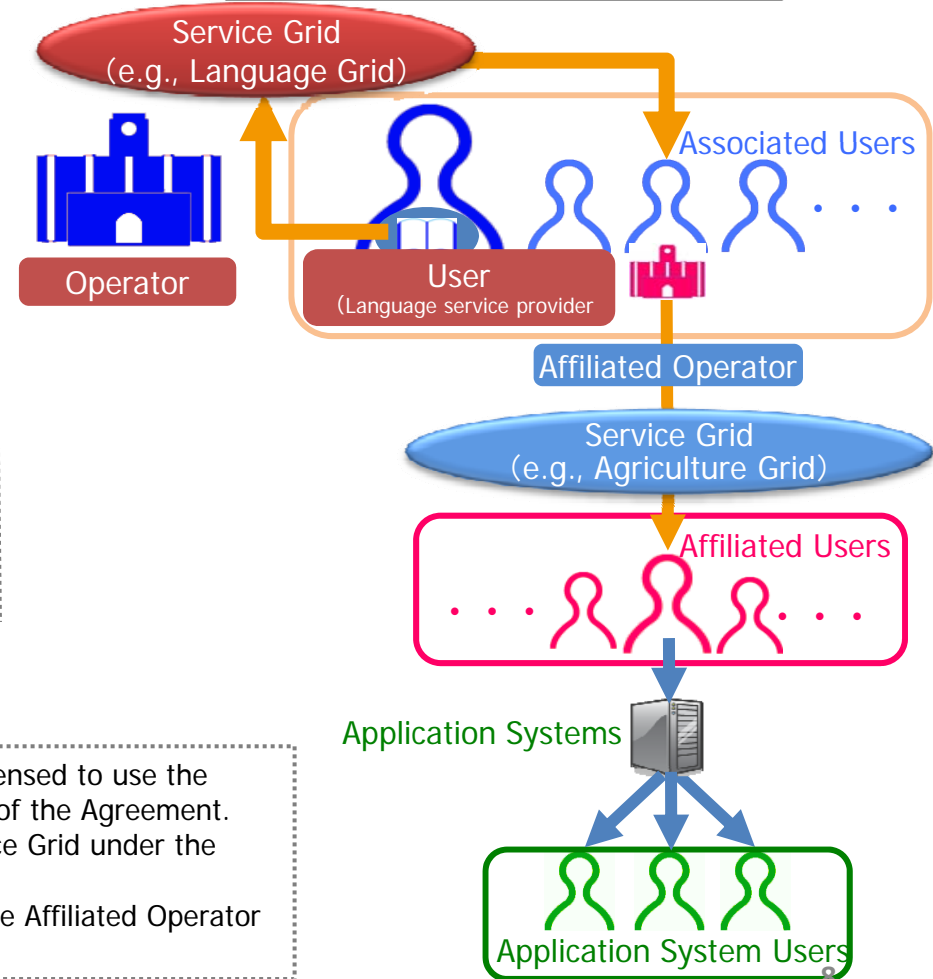 Service Grid
(e.g., Language Grid)
Associated Users
. . .
Operator
User
(Language service provider
Affiliated Operator
Service Grid
(e.g., Agriculture Grid)
Affiliated Users
. . .
. . .
Application Systems
ensed to use the
of the Agreement.
ce Grid under the
e Affiliated Operator
Application System Users
8